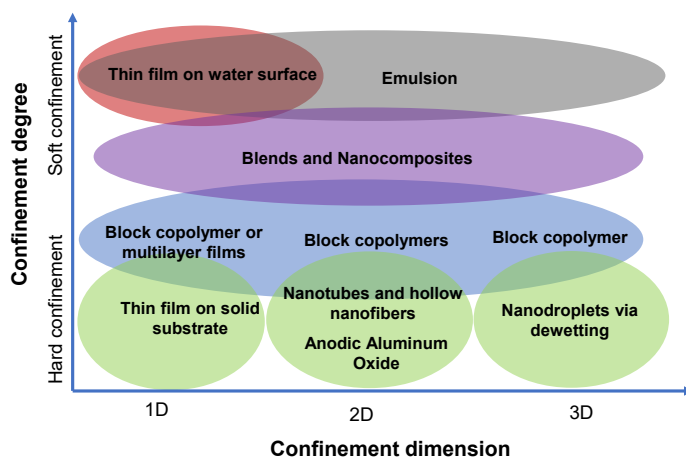 Confinement degree
Soft confinement
Hard confinement
Thin film on water surface
Emulsion
Blends and Nanocomposites
Block copolymer or
multilayer films
Block copolymers
Block copolymer
Thin film on solid
substrate
Nanotubes and hollow
nanofibers
Anodic Aluminum
Oxide
Nanodroplets via
dewetting
1D
2D
3D
Confinement dimension